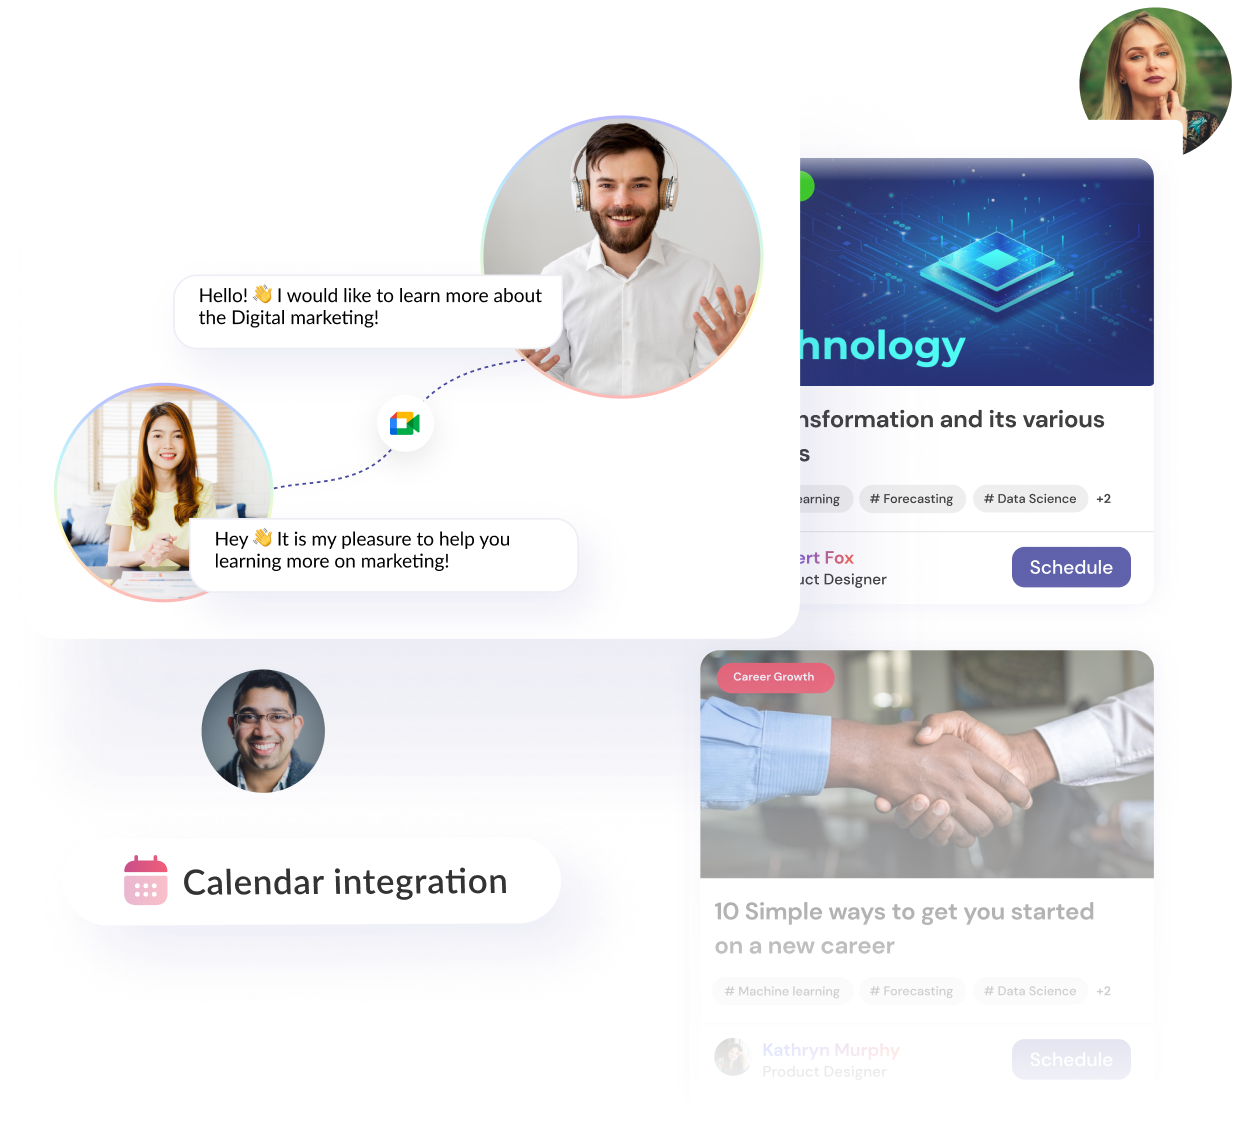 Hello! 👋 I would like to learn more about
the Digital marketing!
Hey 👋 It is my pleasure to help you
learning more on marketing!
Calendar integration
hnology
nsformation and its various
s
earning
# Forecasting
# Data Science
+2
ert Fox
uct Designer
Schedule
Career Growth
10 Simple ways to get you started
on a new career
# Machine learning
# Forecasting
# Data Science
+2
Kathryn Murphy
Product Designer
Schedule